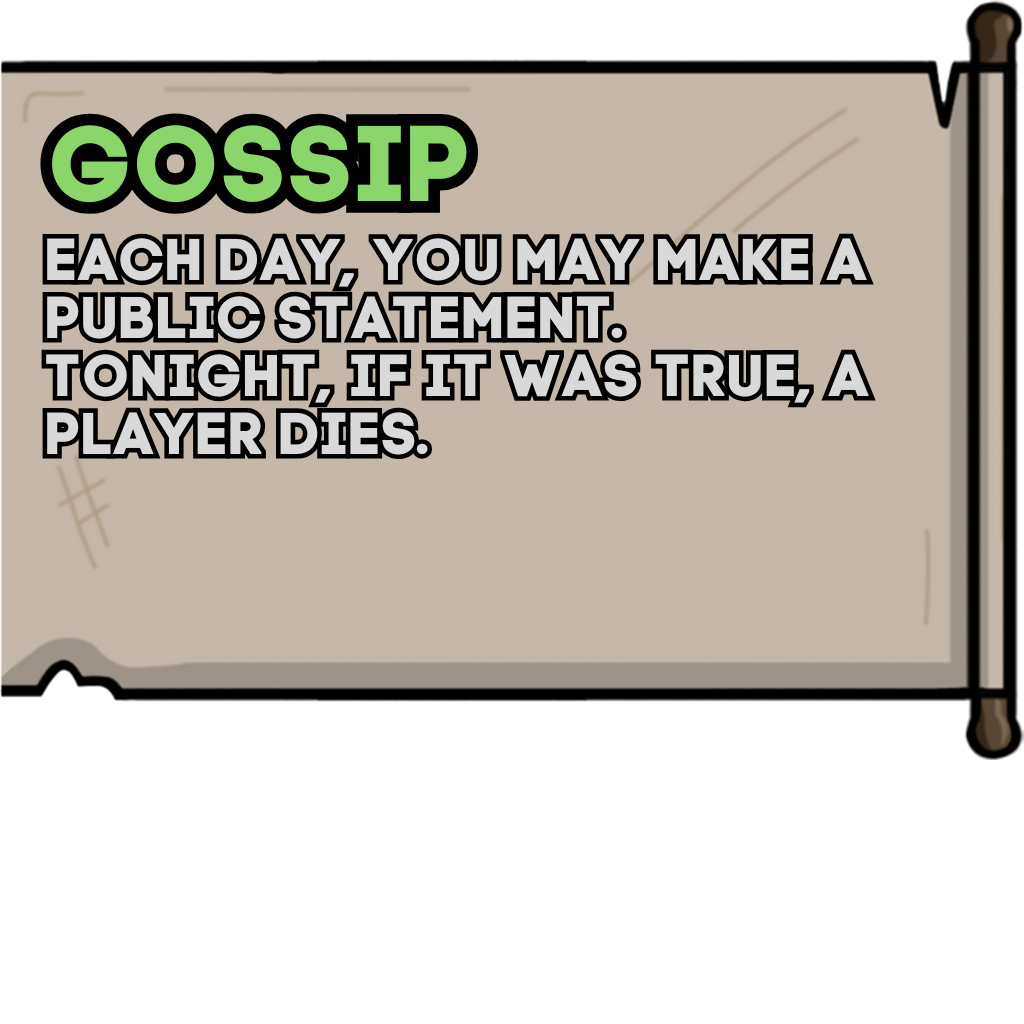 GOSSIP
EACH DAY, YOU MAY MAKE A
PUBLIC STATEMENT.
TONIGHT, IF IT WAS TRUE, A
PLAYER DIES.